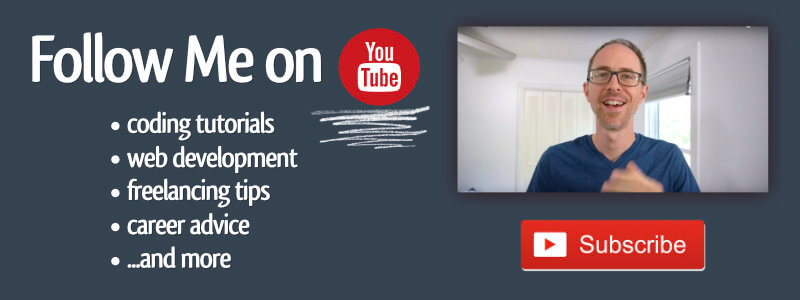 Follow Me on
You
Tube
• coding tutorials
• web development
• freelancing tips
• career advice
• ...and more
Subscribe